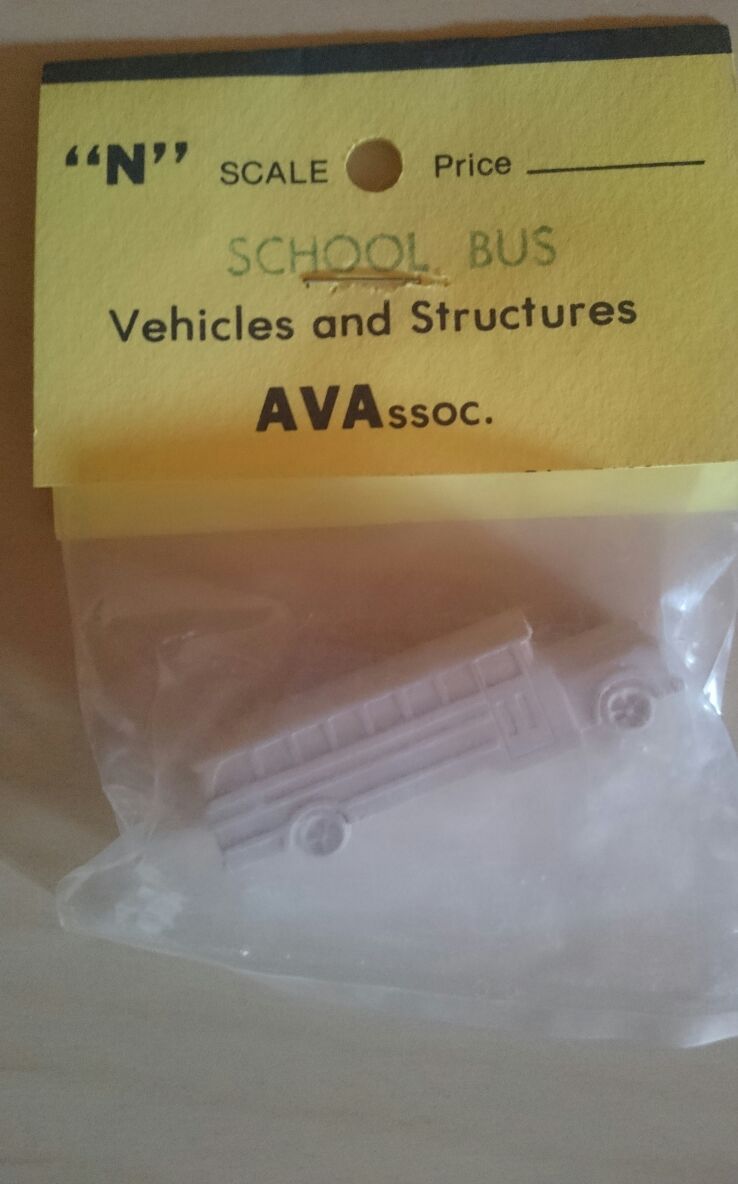 “N” SCALE Price
SCHOOL BUS
Vehicles and Structures
AVAssoc.